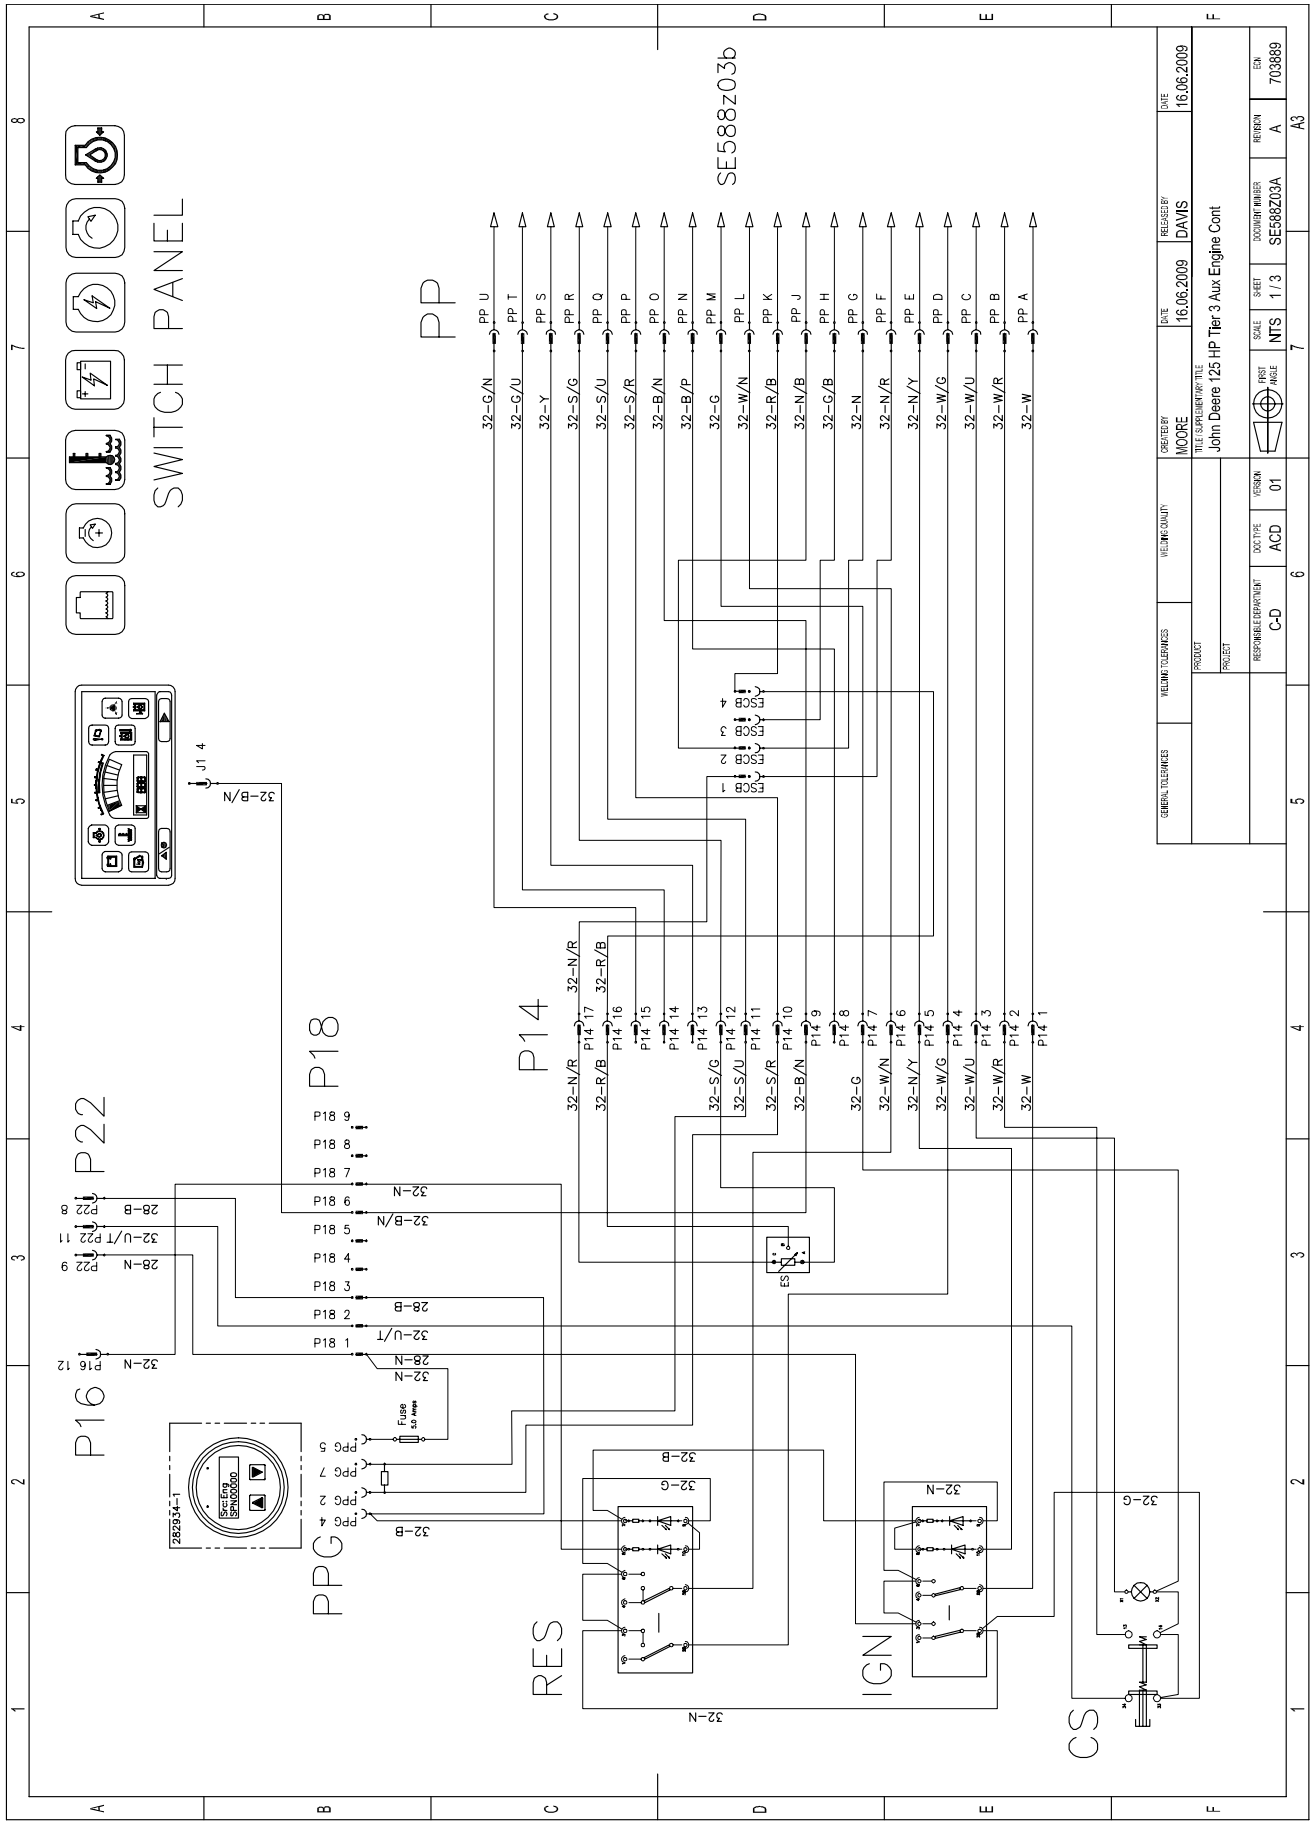 8
7
6
5
4
3
2
1
A
B
C
D
E
F
SWITCH PANEL
J1 4
32-B/N
P22
P22 8
28-B
P22 11
32-U/T
P22 9
28-N
P16
P16 12
32-N
282934-1
Src:Eng
SPN00000
PPG
PPG 5
PPG 7
PPG 2
PPG 4
Fuse
5.0 Amps
P18
P18 9
P18 8
P18 7
P18 6
P18 5
P18 4
P18 3
P18 2
P18 1
32-N
32-B/N
28-B
32-U/T
28-N
32-N
32-B
PP
SE588z03b
32-G/N PP U
32-G/U PP T
32-Y PP S
32-S/G PP R
32-S/U PP Q
32-S/R PP P
32-B/N PP O
32-B/P PP N
32-G PP M
32-W/N PP L
32-R/B PP K
32-N/B PP J
32-G/B PP H
32-N PP G
32-N/R PP F
32-N/Y PP E
32-W/G PP D
32-W/U PP C
32-W/R PP B
32-W PP A
ESCB 4
ESCB 3
ESCB 2
ESCB 1
P14
32-N/R P14 17 32-N/R
32-R/B P14 16 32-R/B
P14 15
P14 14
P14 13
32-S/G P14 12
32-S/U P14 11
32-S/R P14 10
32-B/N P14 9
P14 8
32-G P14 7
32-W/N P14 6
32-N/Y P14 5
32-W/G P14 4
32-W/U P14 3
32-W/R P14 2
32-W P14 1
ES
C
B
A
RES
32-B
32-G
32-N
IGN
32-N
32-G
CS
GENERAL TOLERANCES
WELDING TOLERANCES
WELDING QUALITY
CREATED BY
MOORE
DATE
16.06.2009
RELEASED BY
DAVIS
DATE
16.06.2009
PRODUCT
PROJECT
TITLE / SUPPLEMENTARY TITLE
John Deere 125 HP Tier 3 Aux Engine Cont
RESPONSIBLE DEPARTMENT
C-D
DOC TYPE
ACD
VERSION
01
FIRST
ANGLE
SCALE
NTS
SHEET
1 / 3
DOCUMENT NUMBER
SE588Z03A
REVISION
A
ECN
703889
8
7
6
5
4
3
2
1
A3
A
B
C
D
E
F